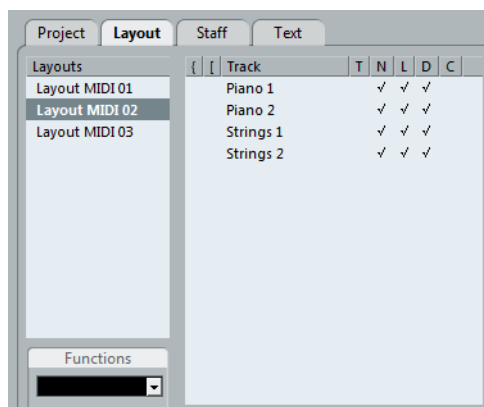 Project Layout Staff Text
Layouts
Layout MIDI 01
Layout MIDI 02
Layout MIDI 03
{ [ Track T N L D C
Piano 1 √ √ √
Piano 2 √ √ √
Strings 1 √ √ √
Strings 2 √ √ √
Functions